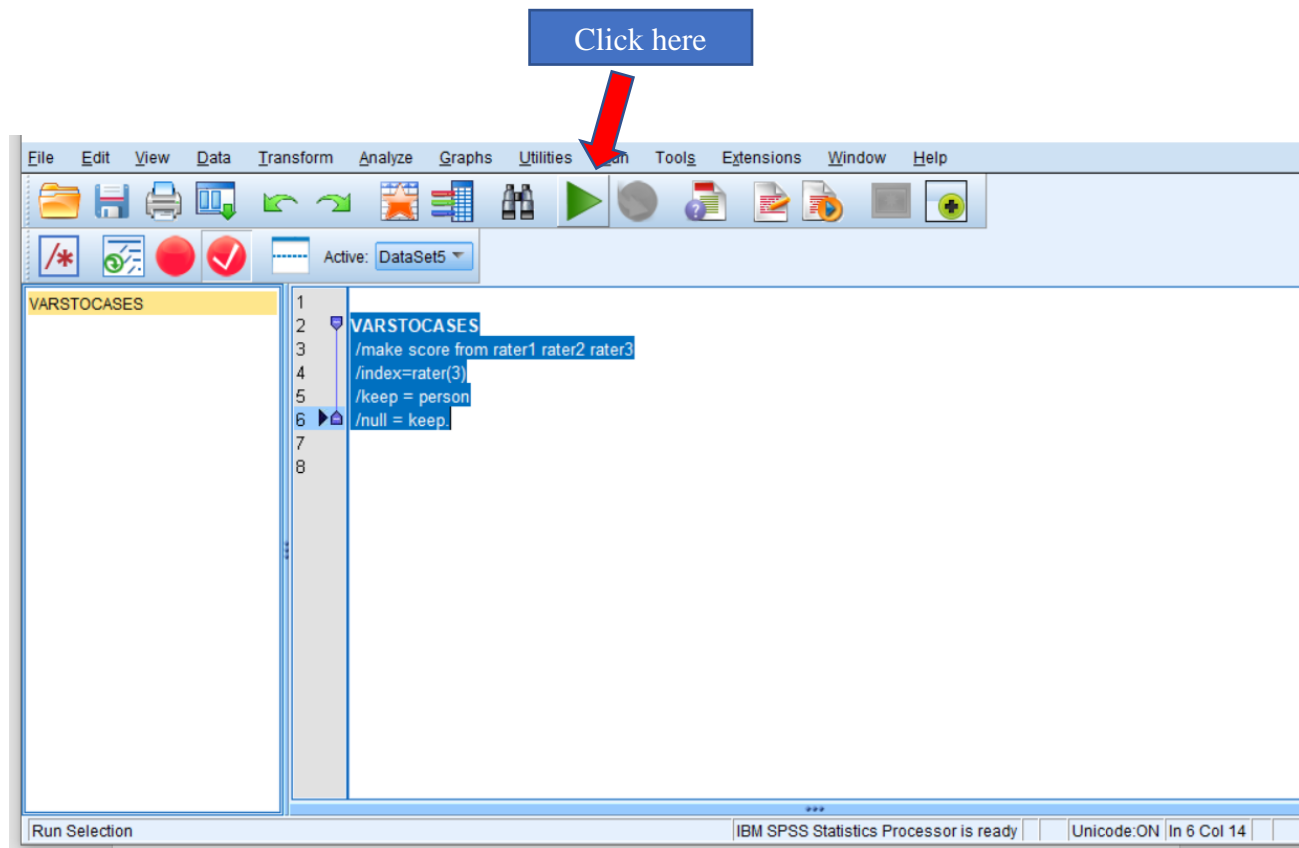 Click here
File Edit View Data Transform Analyze Graphs Utilities Tools Extensions Window Help
Active: DataSet5
VARSTOCASES
1
2 VARSTOCASES
3 /make score from rater1 rater2 rater3
4 /index=rater(3)
5 /keep = person
6 /null = keep.
7
8
Run Selection IBM SPSS Statistics Processor is ready Unicode:ON In 6 Col 14